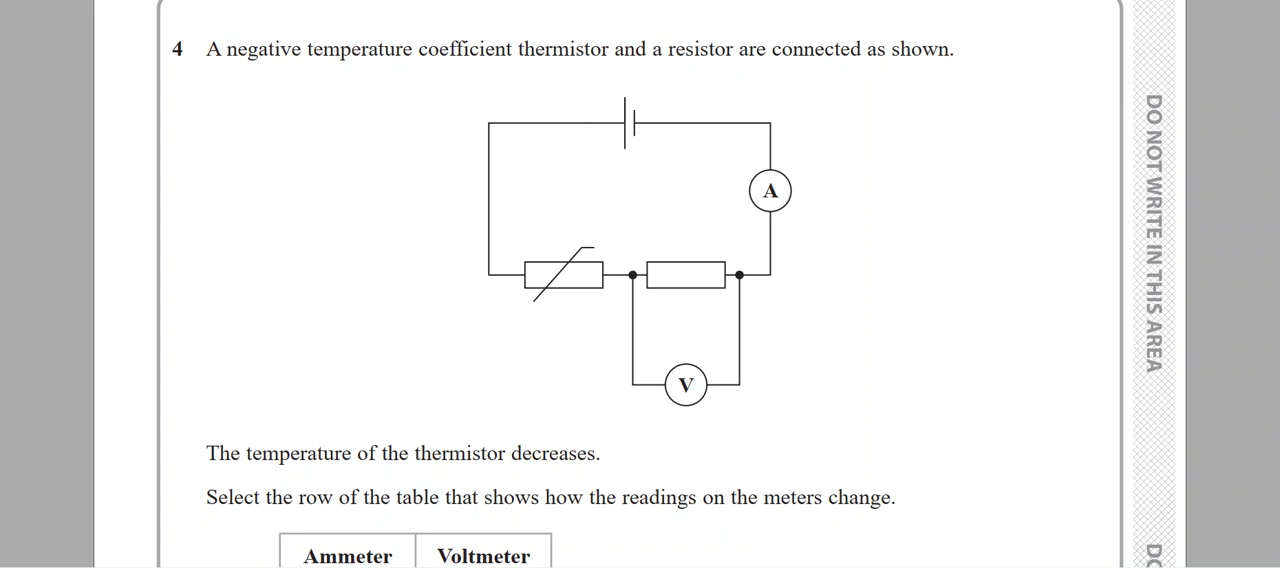 4 A negative temperature coefficient thermistor and a resistor are connected as shown.
A
V
The temperature of the thermistor decreases.
Select the row of the table that shows how the readings on the meters change.
Ammeter Voltmeter
DO NOT WRITE IN THIS AREA